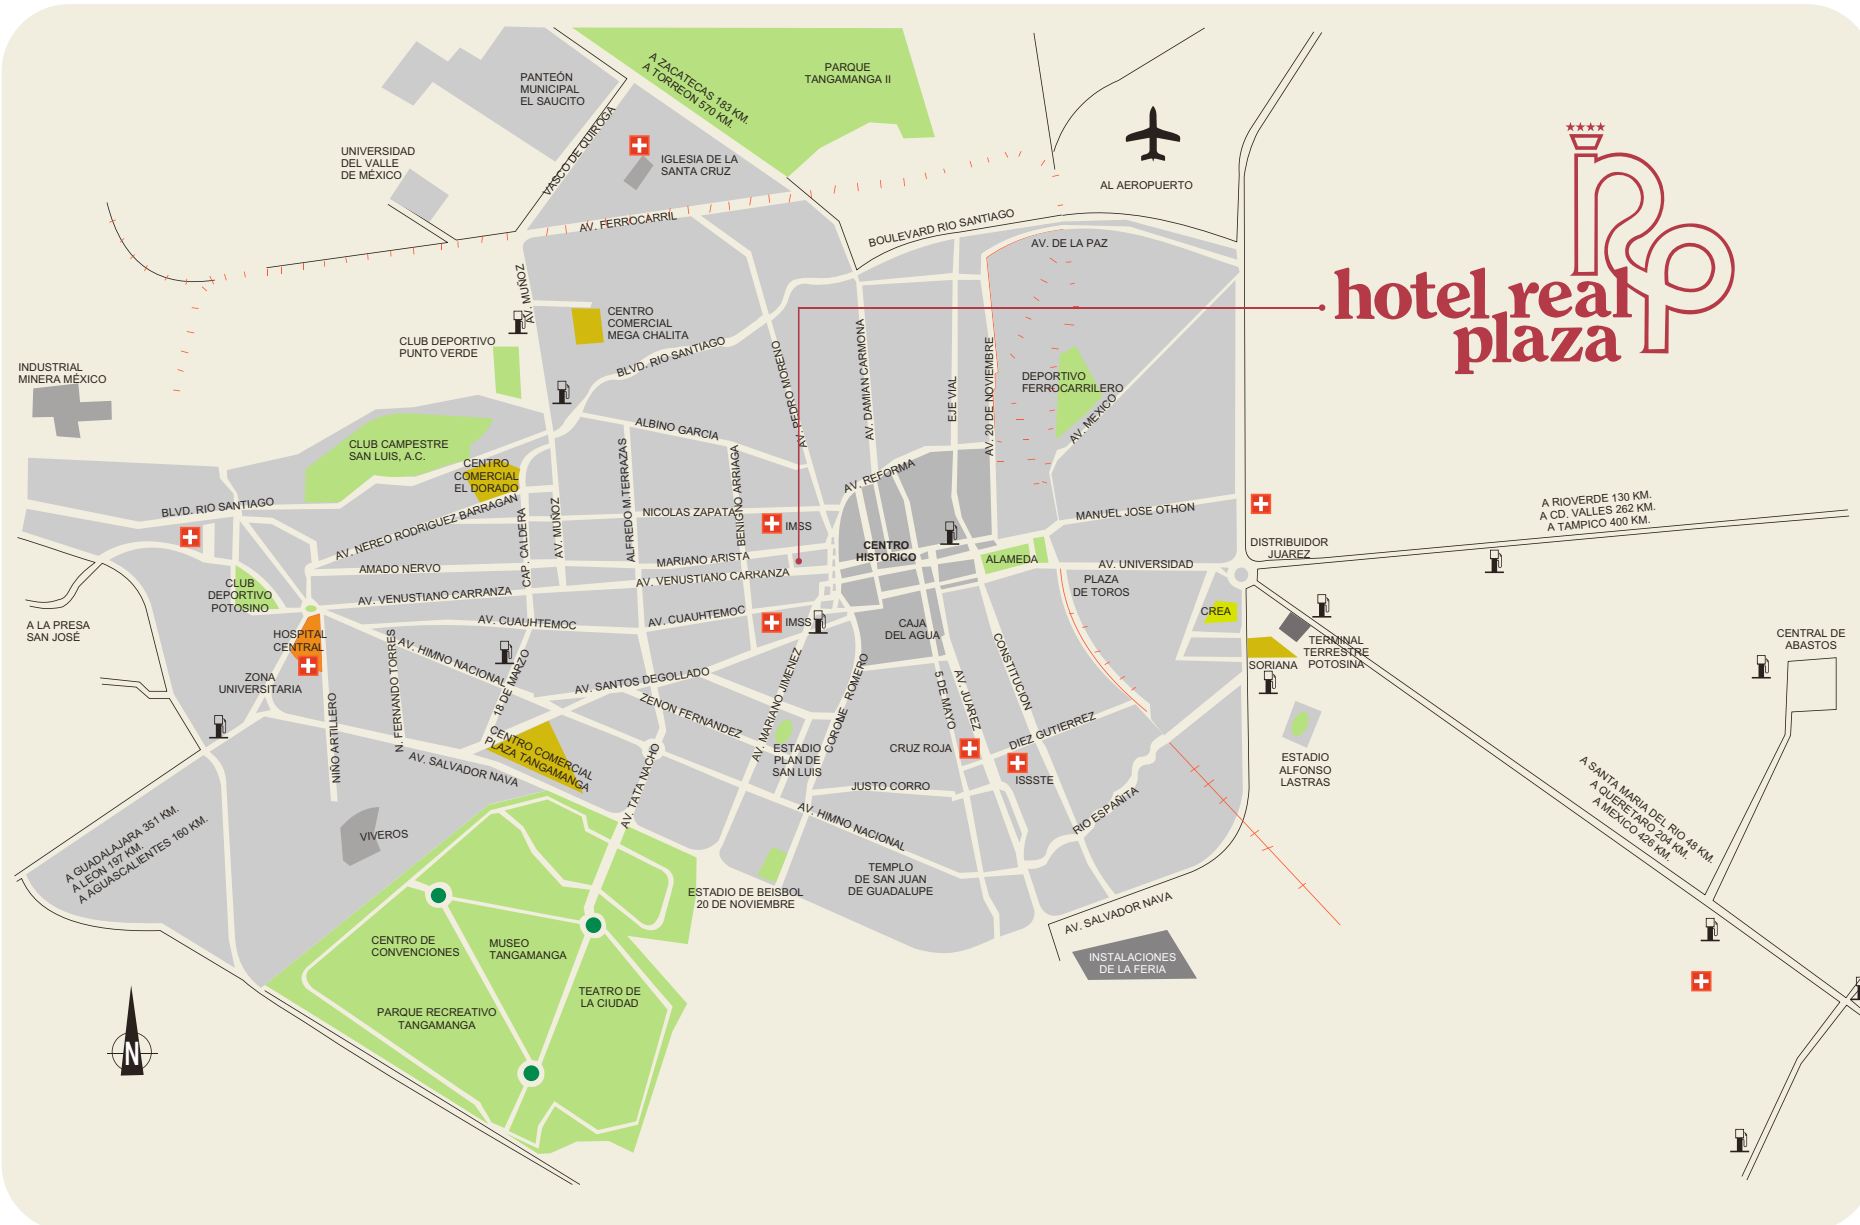 PANTEÓN
MUNICIPAL
EL SAUCITO
A ZACATECAS 183 KM.
A TORREON 570 KM.
PARQUE
TANGAMANGA II
UNIVERSIDAD
DEL VALLE
DE MÉXICO
VASCO DE QUIROGA
IGLESIA DE LA
SANTA CRUZ
AL AEROPUERTO
AV. FERROCARRIL
BOULEVARD RIO SANTIAGO
AV. DE LA PAZ
hotel real
plaza
AV. MUÑOZ
CENTRO
COMERCIAL
MEGA CHALITA
CLUB DEPORTIVO
PUNTO VERDE
BLVD. RIO SANTIAGO
AV. PEDRO MORENO
AV. DAMIAN CARMONA
EJE VIAL
AV. 20 DE NOVIEMBRE
DEPORTIVO
FERROCARRILERO
AV. MEXICO
INDUSTRIAL
MINERA MÉXICO
CLUB CAMPESTRE
SAN LUIS, A.C.
CENTRO
COMERCIAL
EL DORADO
ALBINO GARCIA
ALFREDO M.TERRAZAS
BENIGNO ARRIAGA
AV. REFORMA
BLVD. RIO SANTIAGO
AV. NEREO RODRIGUEZ BARRAGAN
CAP. CALDERA
AV. MUÑOZ
NICOLAS ZAPATA
IMSS
MANUEL JOSE OTHON
A RIOVERDE 130 KM.
A CD. VALLES 262 KM.
A TAMPICO 400 KM.
DISTRIBUIDOR
JUAREZ
CENTRO
HISTÓRICO
ALAMEDA
MARIANO ARISTA
AMADO NERVO
AV. VENUSTIANO CARRANZA
AV. VENUSTIANO CARRANZA
AV. UNIVERSIDAD
PLAZA
DE TOROS
CLUB
DEPORTIVO
POTOSINO
CREA
A LA PRESA
SAN JOSÉ
HOSPITAL
CENTRAL
AV. CUAUHTEMOC
AV. CUAUHTEMOC
IMSS
CAJA
DEL AGUA
TERMINAL
TERRESTRE
POTOSINA
SORIANA
CENTRAL DE
ABASTOS
ZONA
UNIVERSITARIA
NIÑO ARTILLERO
N. FERNANDO TORRES
AV. HIMNO NACIONAL
18 DE MARZO
AV. SANTOS DEGOLLADO
ZENON FERNANDEZ
AV. MARIANO JIMENEZ
CORONEL ROMERO
5 DE MAYO
AV. JUAREZ
CONSTITUCION
DIEZ GUTIERREZ
CENTRO COMERCIAL
PLAZA TANGAMANGA
AV. SALVADOR NAVA
AV. TATA NACHO
ESTADIO
PLAN DE
SAN LUIS
CRUZ ROJA
ISSSTE
JUSTO CORRO
AV. HIMNO NACIONAL
RIO ESPAÑITA
ESTADIO
ALFONSO
LASTRAS
A SANTA MARIA DEL RIO 48 KM.
A QUERETARO 204 KM.
A MEXICO 426 KM.
A GUADALAJARA 351 KM.
A LEON 197 KM.
A AGUASCALIENTES 160 KM.
VIVEROS
TEMPLO
DE SAN JUAN
DE GUADALUPE
ESTADIO DE BEISBOL
20 DE NOVIEMBRE
AV. SALVADOR NAVA
INSTALACIONES
DE LA FERIA
CENTRO DE
CONVENCIONES
MUSEO
TANGAMANGA
TEATRO DE
LA CIUDAD
PARQUE RECREATIVO
TANGAMANGA
N